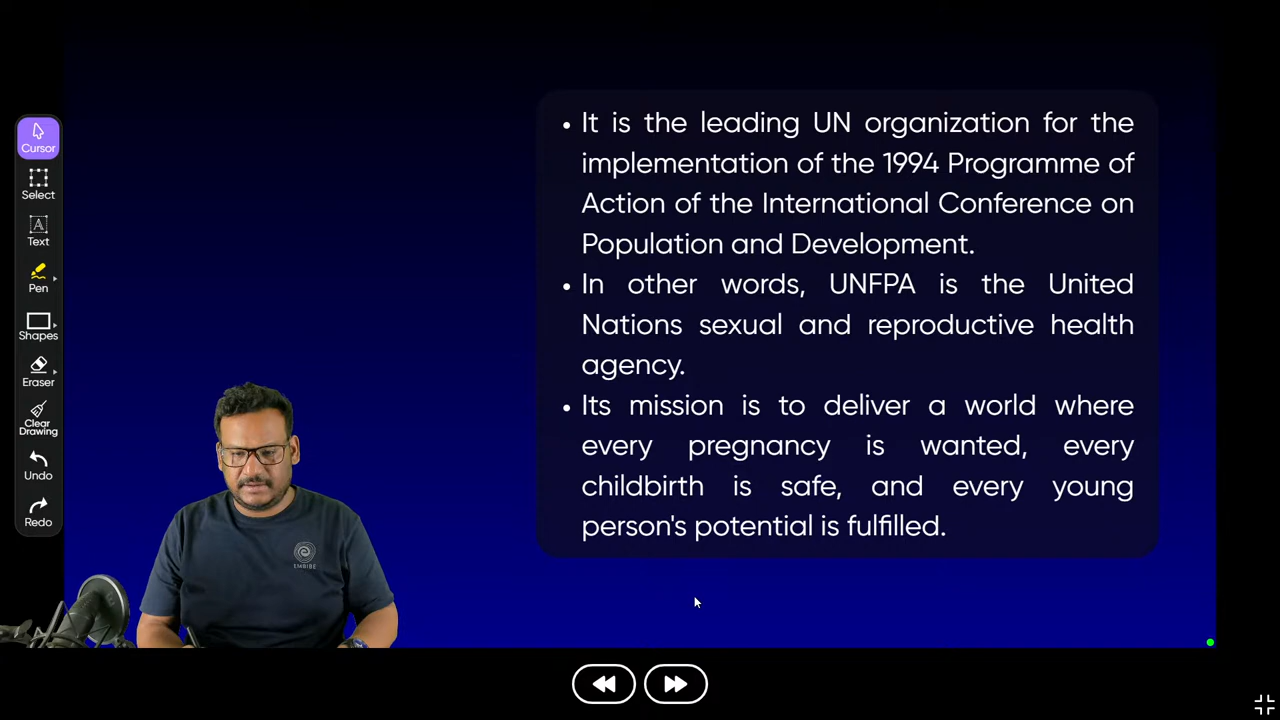 Cursor
Select
Text
Pen
Shapes
Eraser
Clear
Drawing
Undo
Redo
• It is the leading UN organization for the
implementation of the 1994 Programme of
Action of the International Conference on
Population and Development.
• In other words, UNFPA is the United
Nations sexual and reproductive health
agency.
• Its mission is to deliver a world where
every pregnancy is wanted, every
childbirth is safe, and every young
person's potential is fulfilled.
EMBIBE